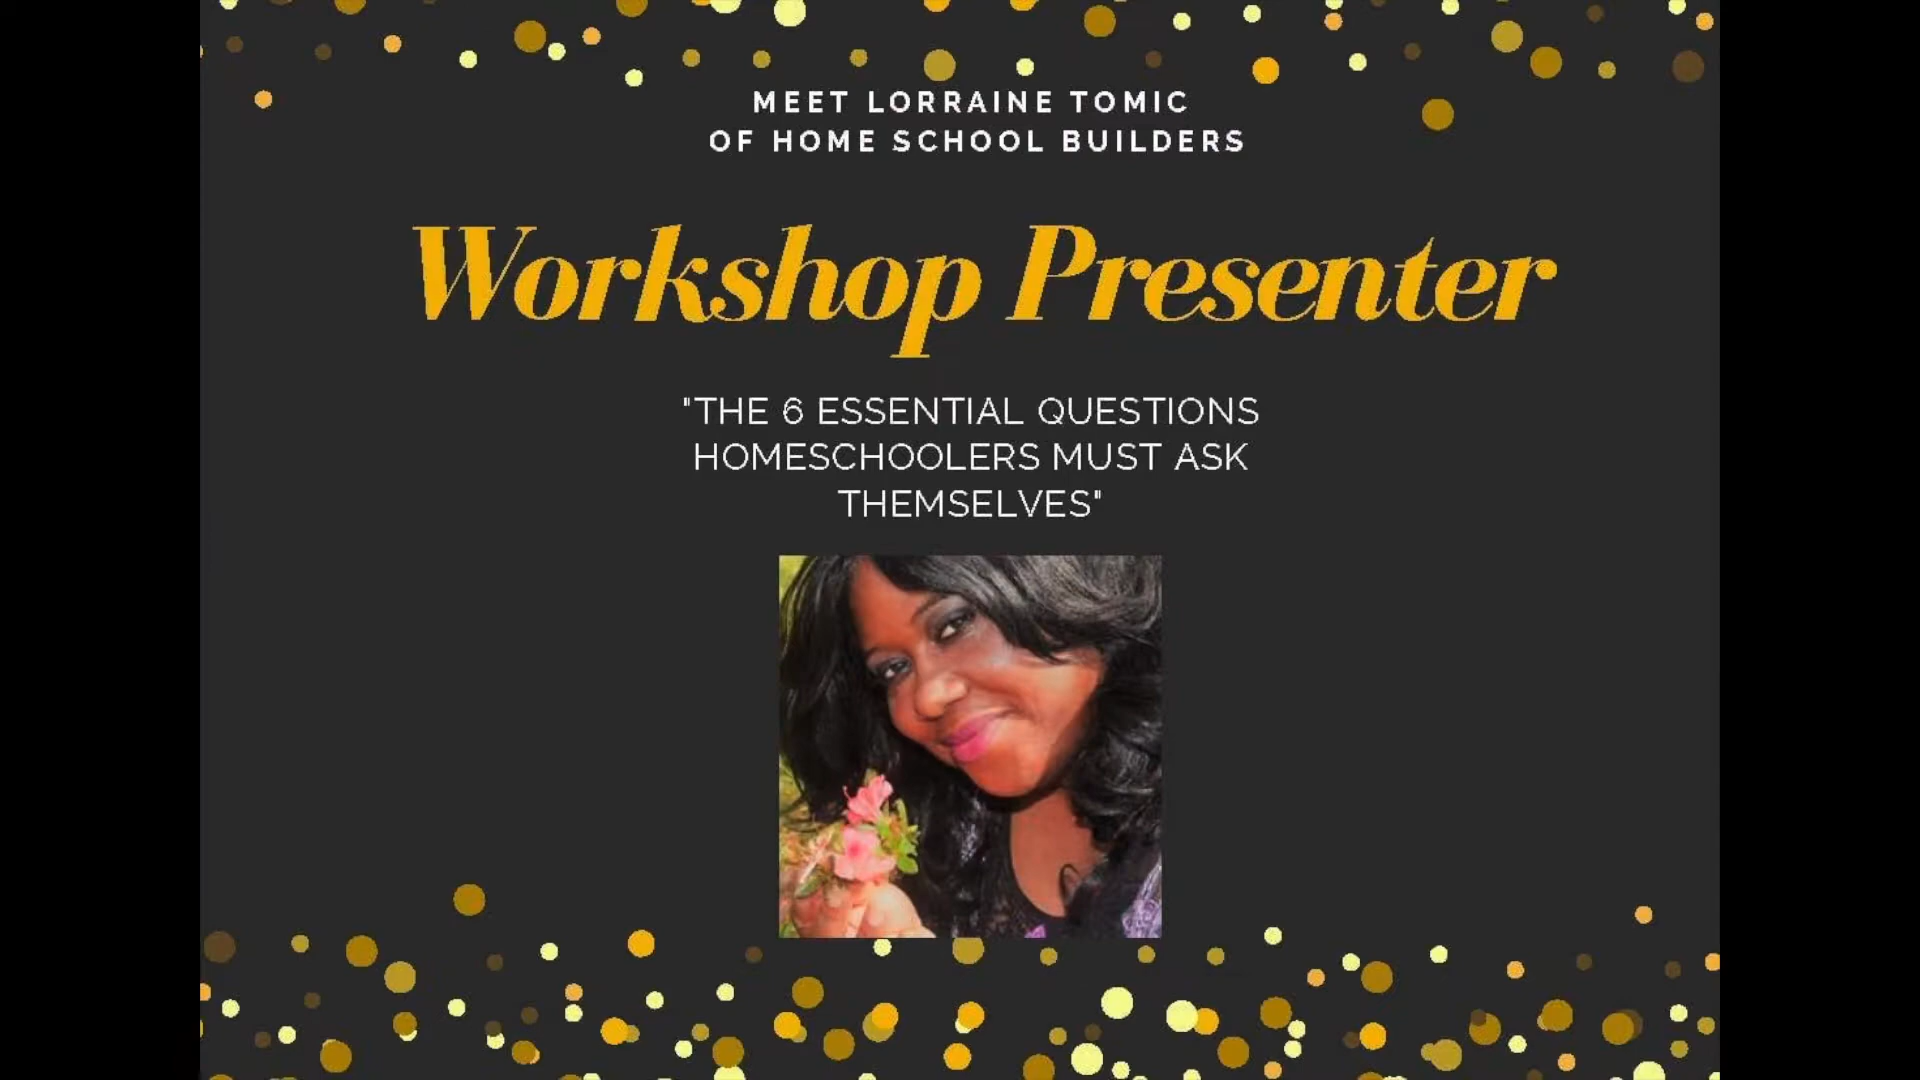 MEET LORRAINE TOMIC
OF HOME SCHOOL BUILDERS
Workshop Presenter
"THE 6 ESSENTIAL QUESTIONS
HOMESCHOOLERS MUST ASK
THEMSELVES"